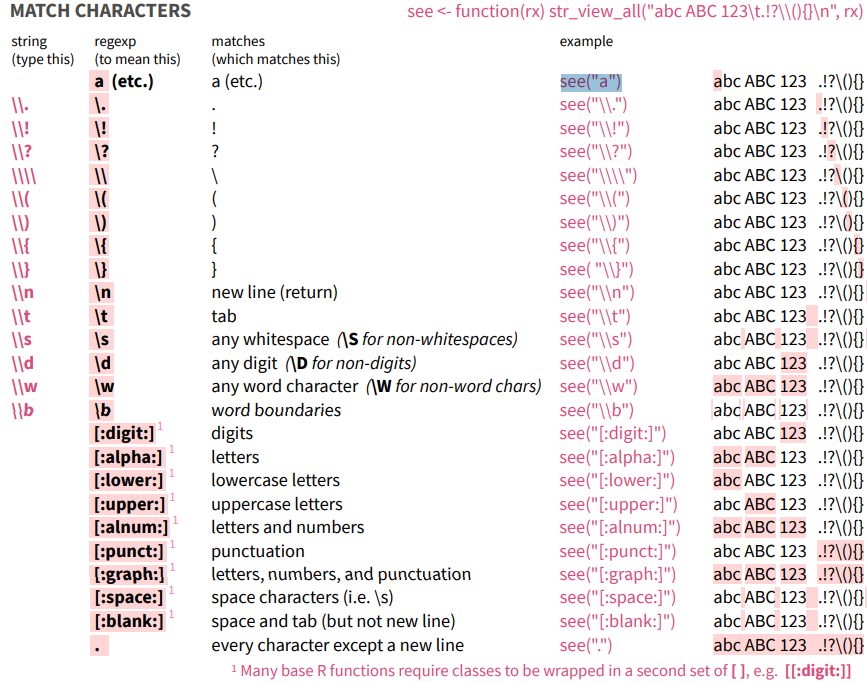 MATCH CHARACTERS see <- function(rx) str_view_all("abc ABC 123\t.!?\\(){}\n", rx)
string regexp matches example
(type this) (to mean this) (which matches this)
a (etc.) a (etc.) see("a") abc ABC 123 .!?\(){}
\\. \. . see("\\.") abc ABC 123 .!?\(){}
\\! \! ! see("\\!") abc ABC 123 .!?\(){}
\\? \? ? see("\\?") abc ABC 123 .!?\(){}
\\\\ \\ \ see("\\\\") abc ABC 123 .!?\(){}
\\( \( ( see("\\(") abc ABC 123 .!?\(){}
\\) \) ) see("\\)") abc ABC 123 .!?\(){}
\\{ \{ { see("\\{") abc ABC 123 .!?\(){}
\\} \} } see( "\\}") abc ABC 123 .!?\(){}
\\n \n new line (return) see("\\n") abc ABC 123 .!?\(){}
\\t \t tab see("\\t") abc ABC 123 .!?\(){}
\\s \s any whitespace (\S for non-whitespaces) see("\\s") abc ABC 123 .!?\(){}
\\d \d any digit (\D for non-digits) see("\\d") abc ABC 123 .!?\(){}
\\w \w any word character (\W for non-word chars) see("\\w") abc ABC 123 .!?\(){}
\\b \b word boundaries see("\\b") abc ABC 123 .!?\(){}
[:digit:] 1 digits see("[:digit:]") abc ABC 123 .!?\(){}
[:alpha:] 1 letters see("[:alpha:]") abc ABC 123 .!?\(){}
[:lower:] 1 lowercase letters see("[:lower:]") abc ABC 123 .!?\(){}
[:upper:] 1 uppercase letters see("[:upper:]") abc ABC 123 .!?\(){}
[:alnum:] 1 letters and numbers see("[:alnum:]") abc ABC 123 .!?\(){}
[:punct:] 1 punctuation see("[:punct:]") abc ABC 123 .!?\(){}
[:graph:] 1 letters, numbers, and punctuation see("[:graph:]") abc ABC 123 .!?\(){}
[:space:] 1 space characters (i.e. \s) see("[:space:]") abc ABC 123 .!?\(){}
[:blank:] 1 space and tab (but not new line) see("[:blank:]") abc ABC 123 .!?\(){}
. every character except a new line see(".") abc ABC 123 .!?\(){}
1 Many base R functions require classes to be wrapped in a second set of [ ], e.g. [[:digit:]]